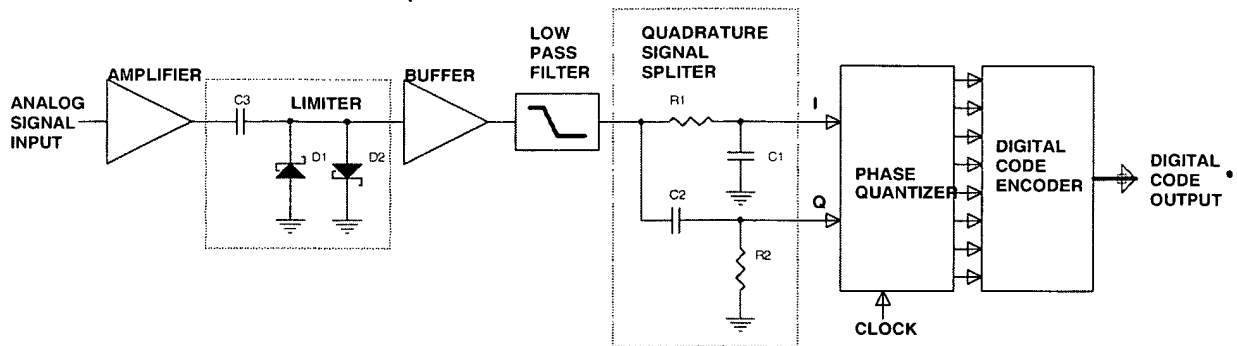 LOW
PASS
FILTER
QUADRATURE
SIGNAL
SPLITER
AMPLIFIER
BUFFER
ANALOG
SIGNAL
INPUT
C3
LIMITER
D1
D2
R1
C1
C2
R2
I
Q
PHASE
QUANTIZER
DIGITAL
CODE
ENCODER
DIGITAL
CODE
OUTPUT
CLOCK